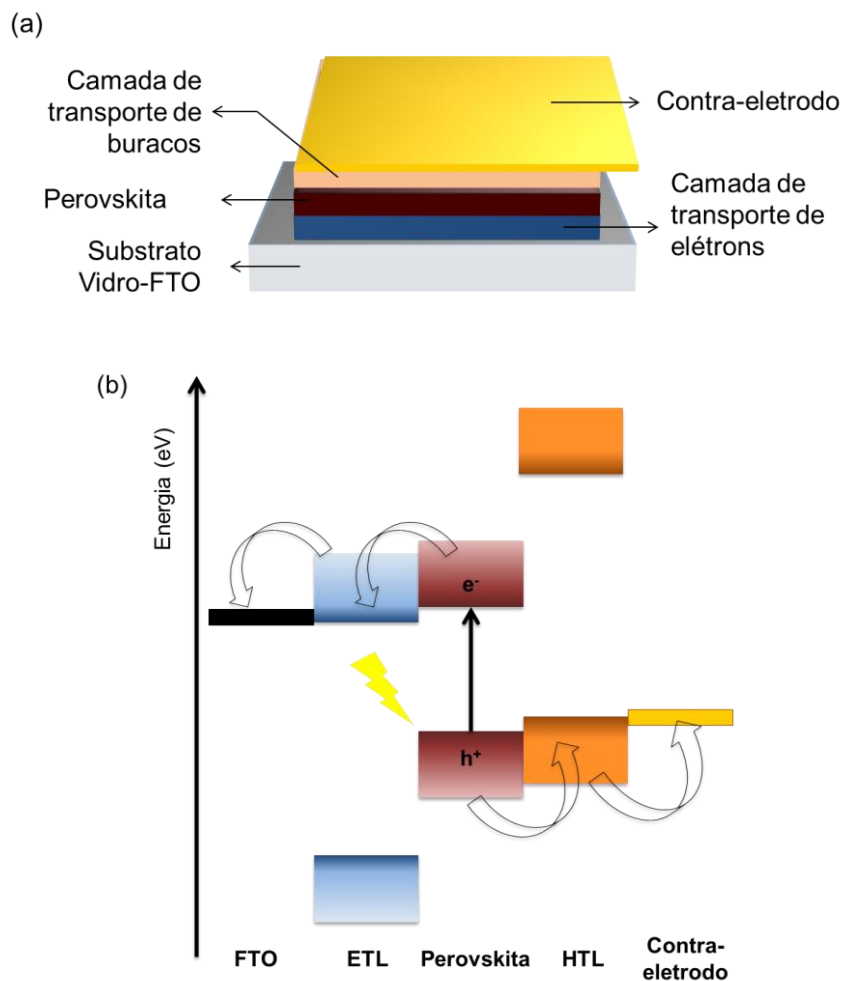 (a)
Camada de
transporte de
buracos
Contra-eletrodo
Perovskita
Camada de
transporte de
elétrons
Substrato
Vidro-FTO
(b)
Energia (eV)
e-
h+
FTO
ETL
Perovskita
HTL
Contra-
eletrodo